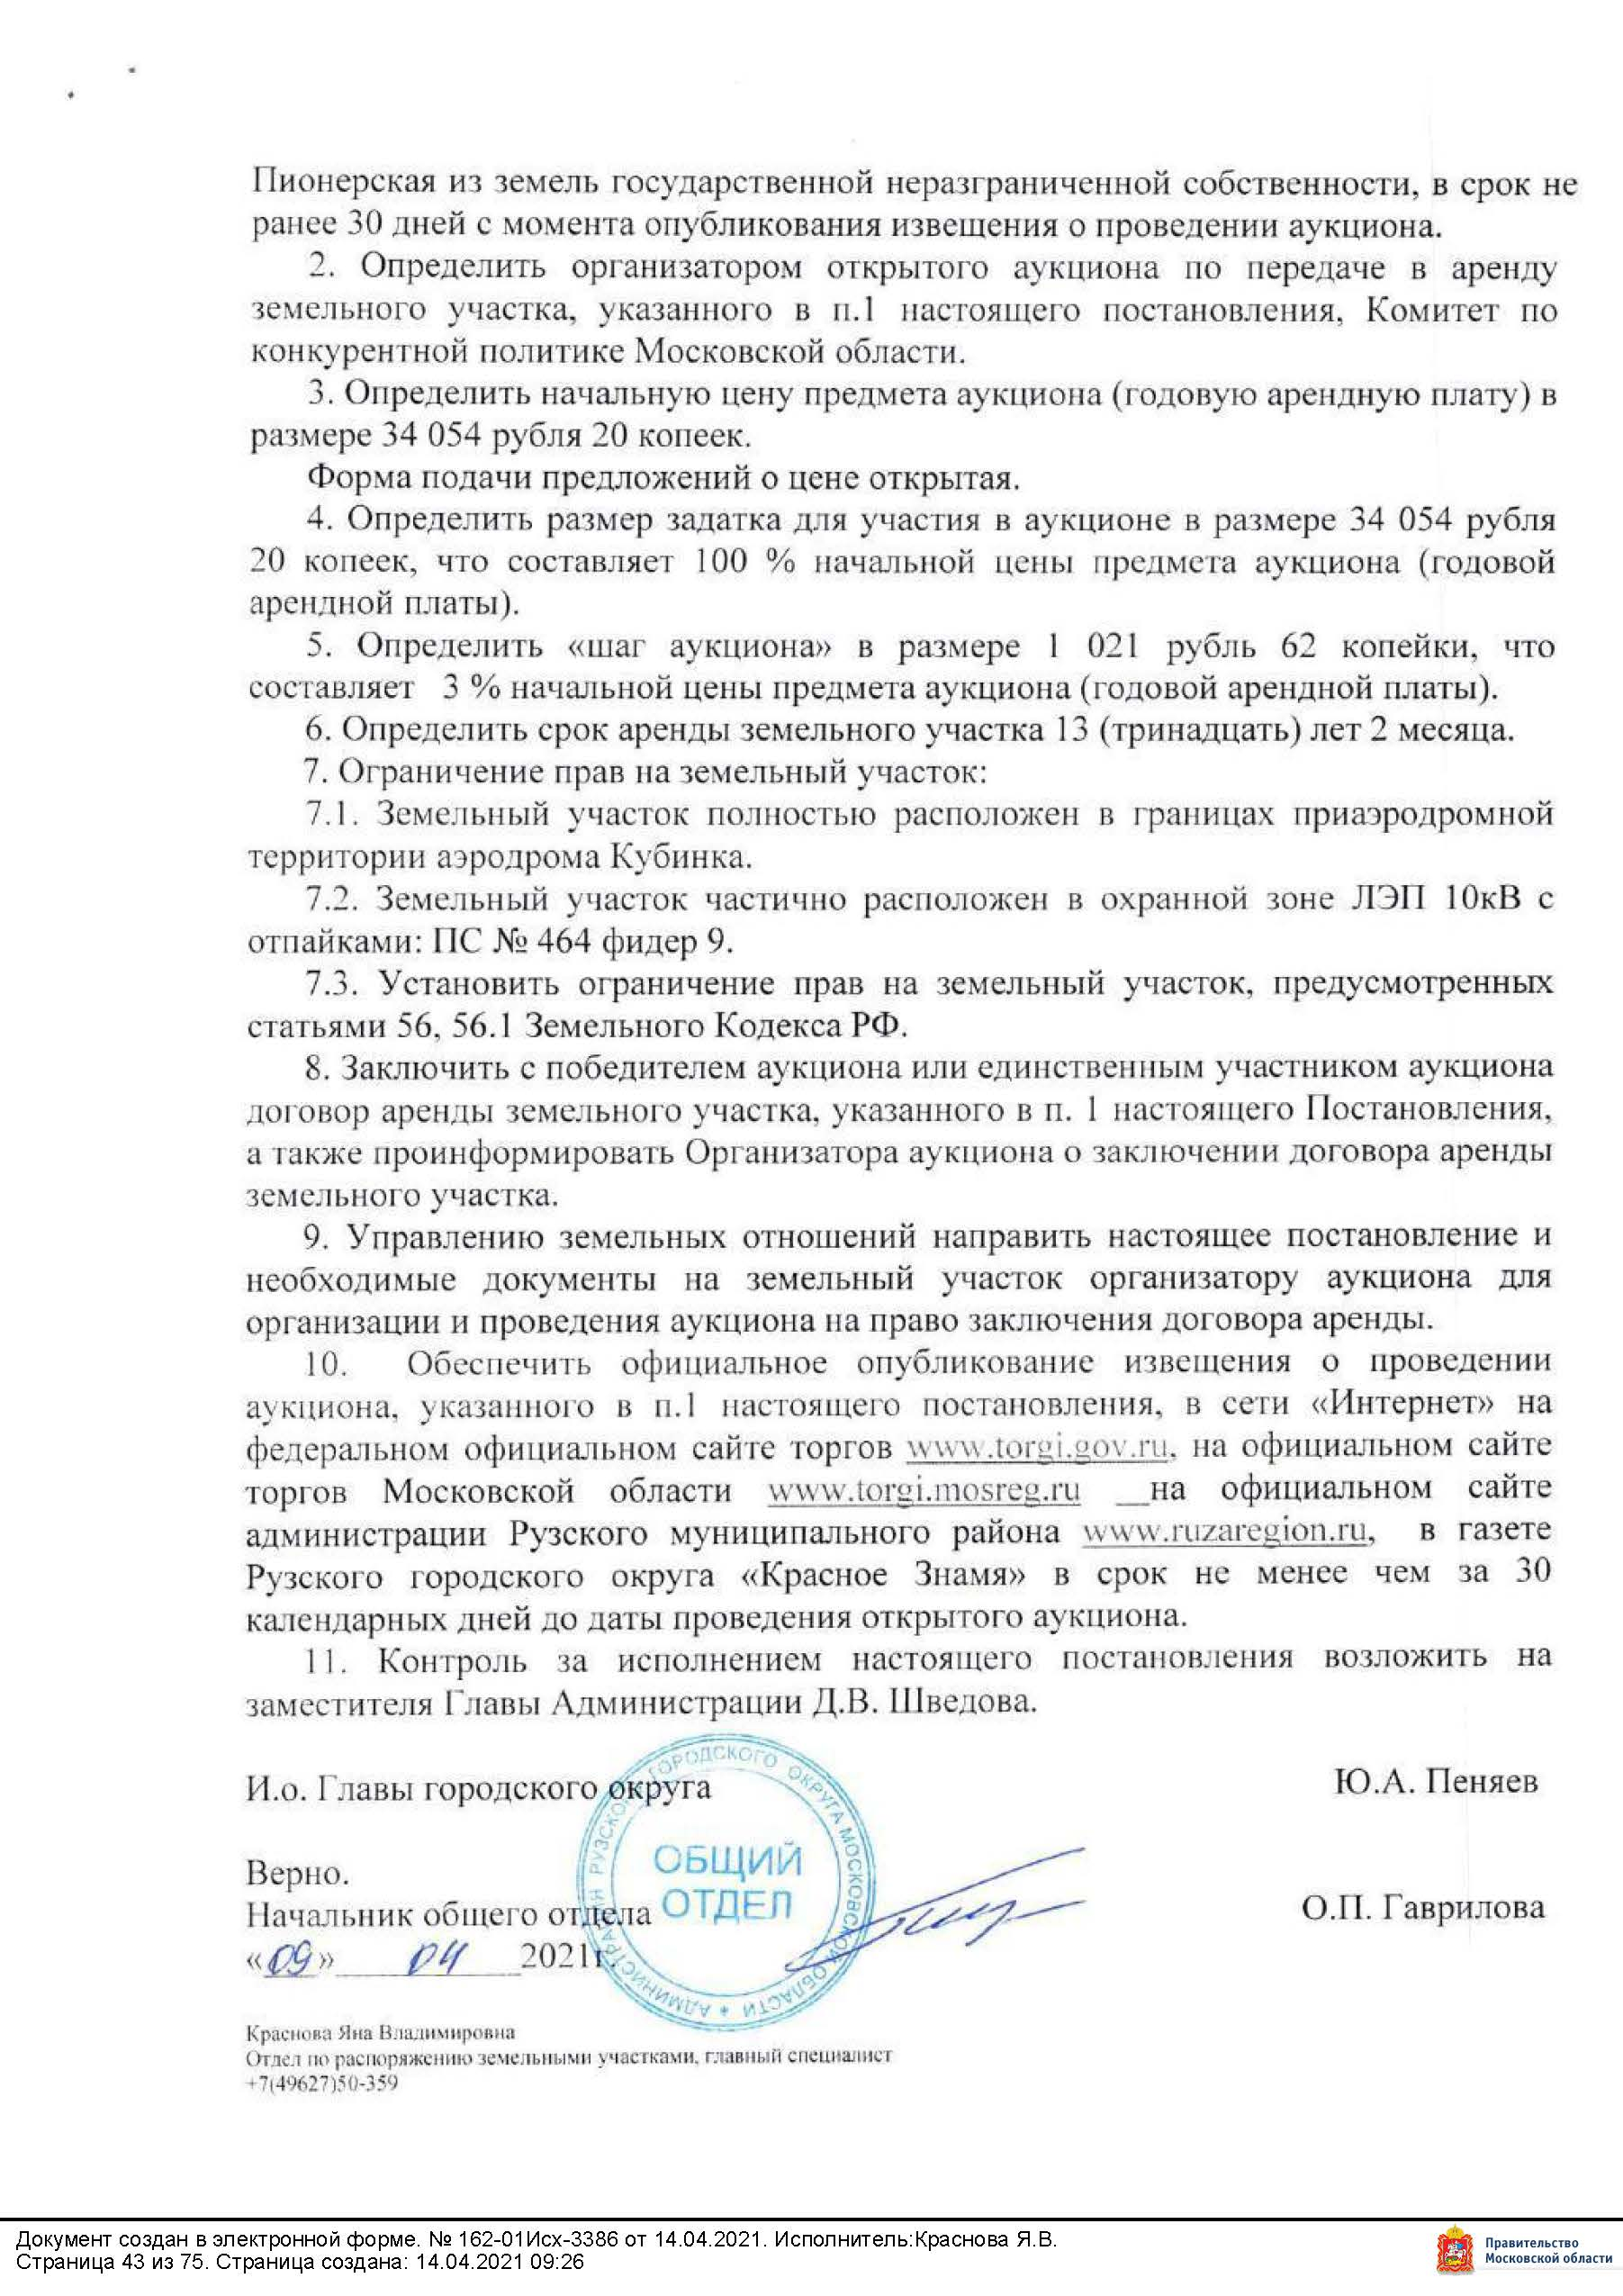 Пионерская из земель государственной неразграниченной собственности, в срок не
ранее 30 дней с момента опубликования извещения о проведении аукциона.
2. Определить организатором открытого аукциона по передаче в аренду
земельного участка, указанного в п.1 настоящего постановления, Комитет по
конкурентной политике Московской области.
3. Определить начальную цену предмета аукциона (годовую арендную плату) в
размере 34 054 рубля 20 копеек.
Форма подачи предложений о цене открытая.
4. Определить размер задатка для участия в аукционе в размере 34 054 рубля
20 копеек, что составляет 100 % начальной цены предмета аукциона (годовой
арендной платы).
5. Определить «шаг аукциона» в размере 1 021 рубль 62 копейки, что
составляет 3 % начальной цены предмета аукциона (годовой арендной платы).
6. Определить срок аренды земельного участка 13 (тринадцать) лет 2 месяца.
7. Ограничение прав на земельный участок:
7.1. Земельный участок полностью расположен в границах приаэродромной
территории аэродрома Кубинка.
7.2. Земельный участок частично расположен в охранной зоне ЛЭП 10кВ с
отпайками: ПС № 464 фидер 9.
7.3. Установить ограничение прав на земельный участок, предусмотренных
статьями 56, 56.1 Земельного Кодекса РФ.
8. Заключить с победителем аукциона или единственным участником аукциона
договор аренды земельного участка, указанного в п. 1 настоящего Постановления,
а также проинформировать Организатора аукциона о заключении договора аренды
земельного участка.
9. Управлению земельных отношений направить настоящее постановление и
необходимые документы на земельный участок организатору аукциона для
организации и проведения аукциона на право заключения договора аренды.
10. Обеспечить официальное опубликование извещения о проведении
аукциона, указанного в п.1 настоящего постановления, в сети «Интернет» на
федеральном официальном сайте торгов www.torgi.gov.ru, на официальном сайте
торгов Московской области www.torgi.mosreg.ru __на официальном сайте
администрации Рузского муниципального района www.ruzaregion.ru, в газете
Рузского городского округа «Красное Знамя» в срок не менее чем за 30
календарных дней до даты проведения открытого аукциона.
11. Контроль за исполнением настоящего постановления возложить на
заместителя Главы Администрации Д.В. Шведова.
И.о. Главы городского округа Ю.А. Пеняев
АДМИНИСТРАЦИЯ РУЗСКОГО ГОРОДСКОГО ОКРУГА МОСКОВСКОЙ ОБЛАСТИ
ОБЩИЙ
ОТДЕЛ
Верно.
Начальник общего отдела О.П. Гаврилова
«09» 04 2021г.
Краснова Яна Владимировна
Отдел по распоряжению земельными участками, главный специалист
+7(49627)50-359
Документ создан в электронной форме. № 162-01Исх-3386 от 14.04.2021. Исполнитель:Краснова Я.В.
Страница 43 из 75. Страница создана: 14.04.2021 09:26
Правительство
Московской области